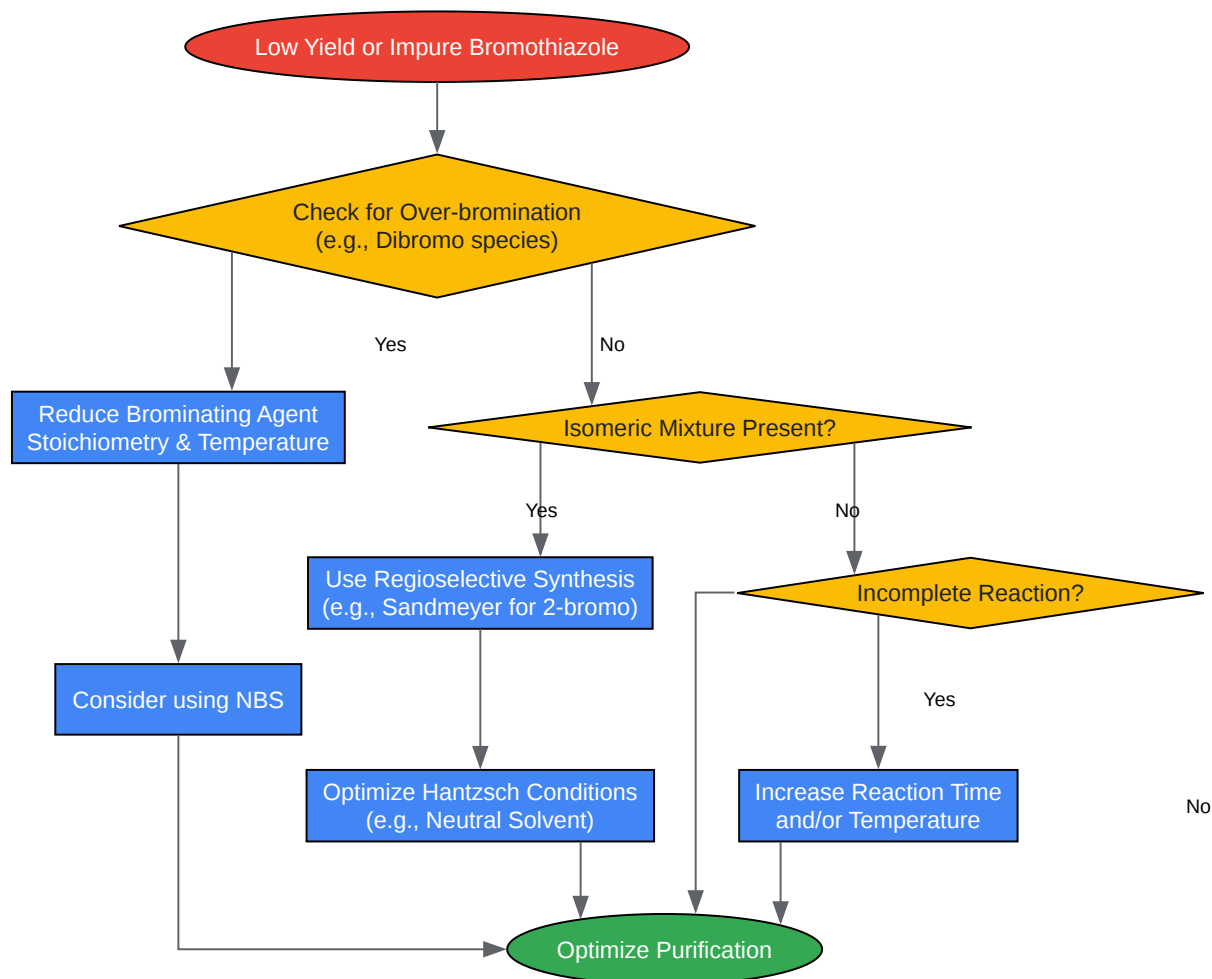 Low Yield or Impure Bromothiazole
Check for Over-bromination
(e.g., Dibromo species)
Yes
No
Reduce Brominating Agent
Stoichiometry & Temperature
Isomeric Mixture Present?
Yes
No
Use Regioselective Synthesis
(e.g., Sandmeyer for 2-bromo)
Incomplete Reaction?
Consider using NBS
Yes
Optimize Hantzsch Conditions
(e.g., Neutral Solvent)
Increase Reaction Time
and/or Temperature
No
Optimize Purification